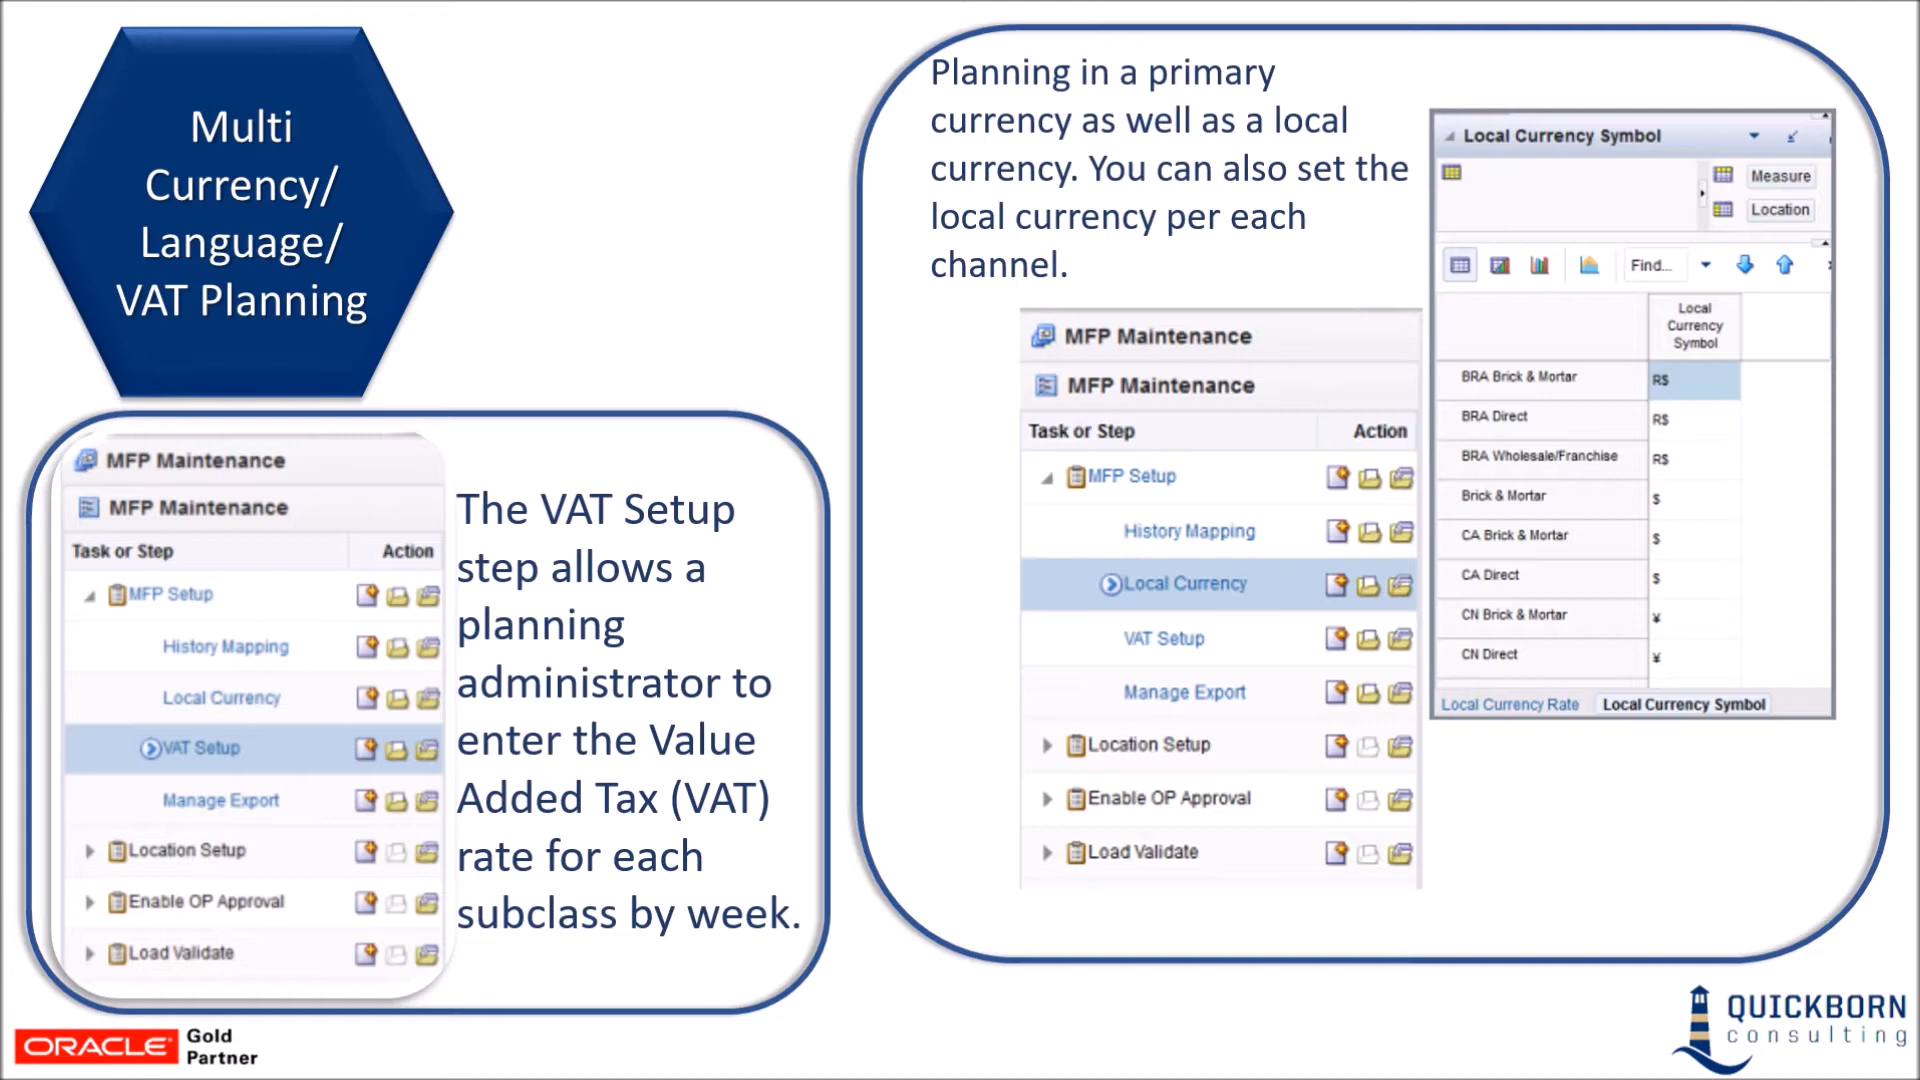 Multi
Currency/
Language/
VAT Planning
MFP Maintenance
MFP Maintenance
Task or Step Action
MFP Setup
History Mapping
Local Currency
VAT Setup
Manage Export
Location Setup
Enable OP Approval
Load Validate
The VAT Setup
step allows a
planning
administrator to
enter the Value
Added Tax (VAT)
rate for each
subclass by week.
Planning in a primary
currency as well as a local
currency. You can also set the
local currency per each
channel.
MFP Maintenance
MFP Maintenance
Task or Step Action
MFP Setup
History Mapping
Local Currency
VAT Setup
Manage Export
Location Setup
Enable OP Approval
Load Validate
Local Currency Symbol
Measure
Location
Find...
Local
Currency
Symbol
BRA Brick & Mortar R$
BRA Direct R$
BRA Wholesale/Franchise R$
Brick & Mortar $
CA Brick & Mortar $
CA Direct $
CN Brick & Mortar ¥
CN Direct ¥
Local Currency Rate Local Currency Symbol
ORACLE Gold
Partner
QUICKBORN
consulting